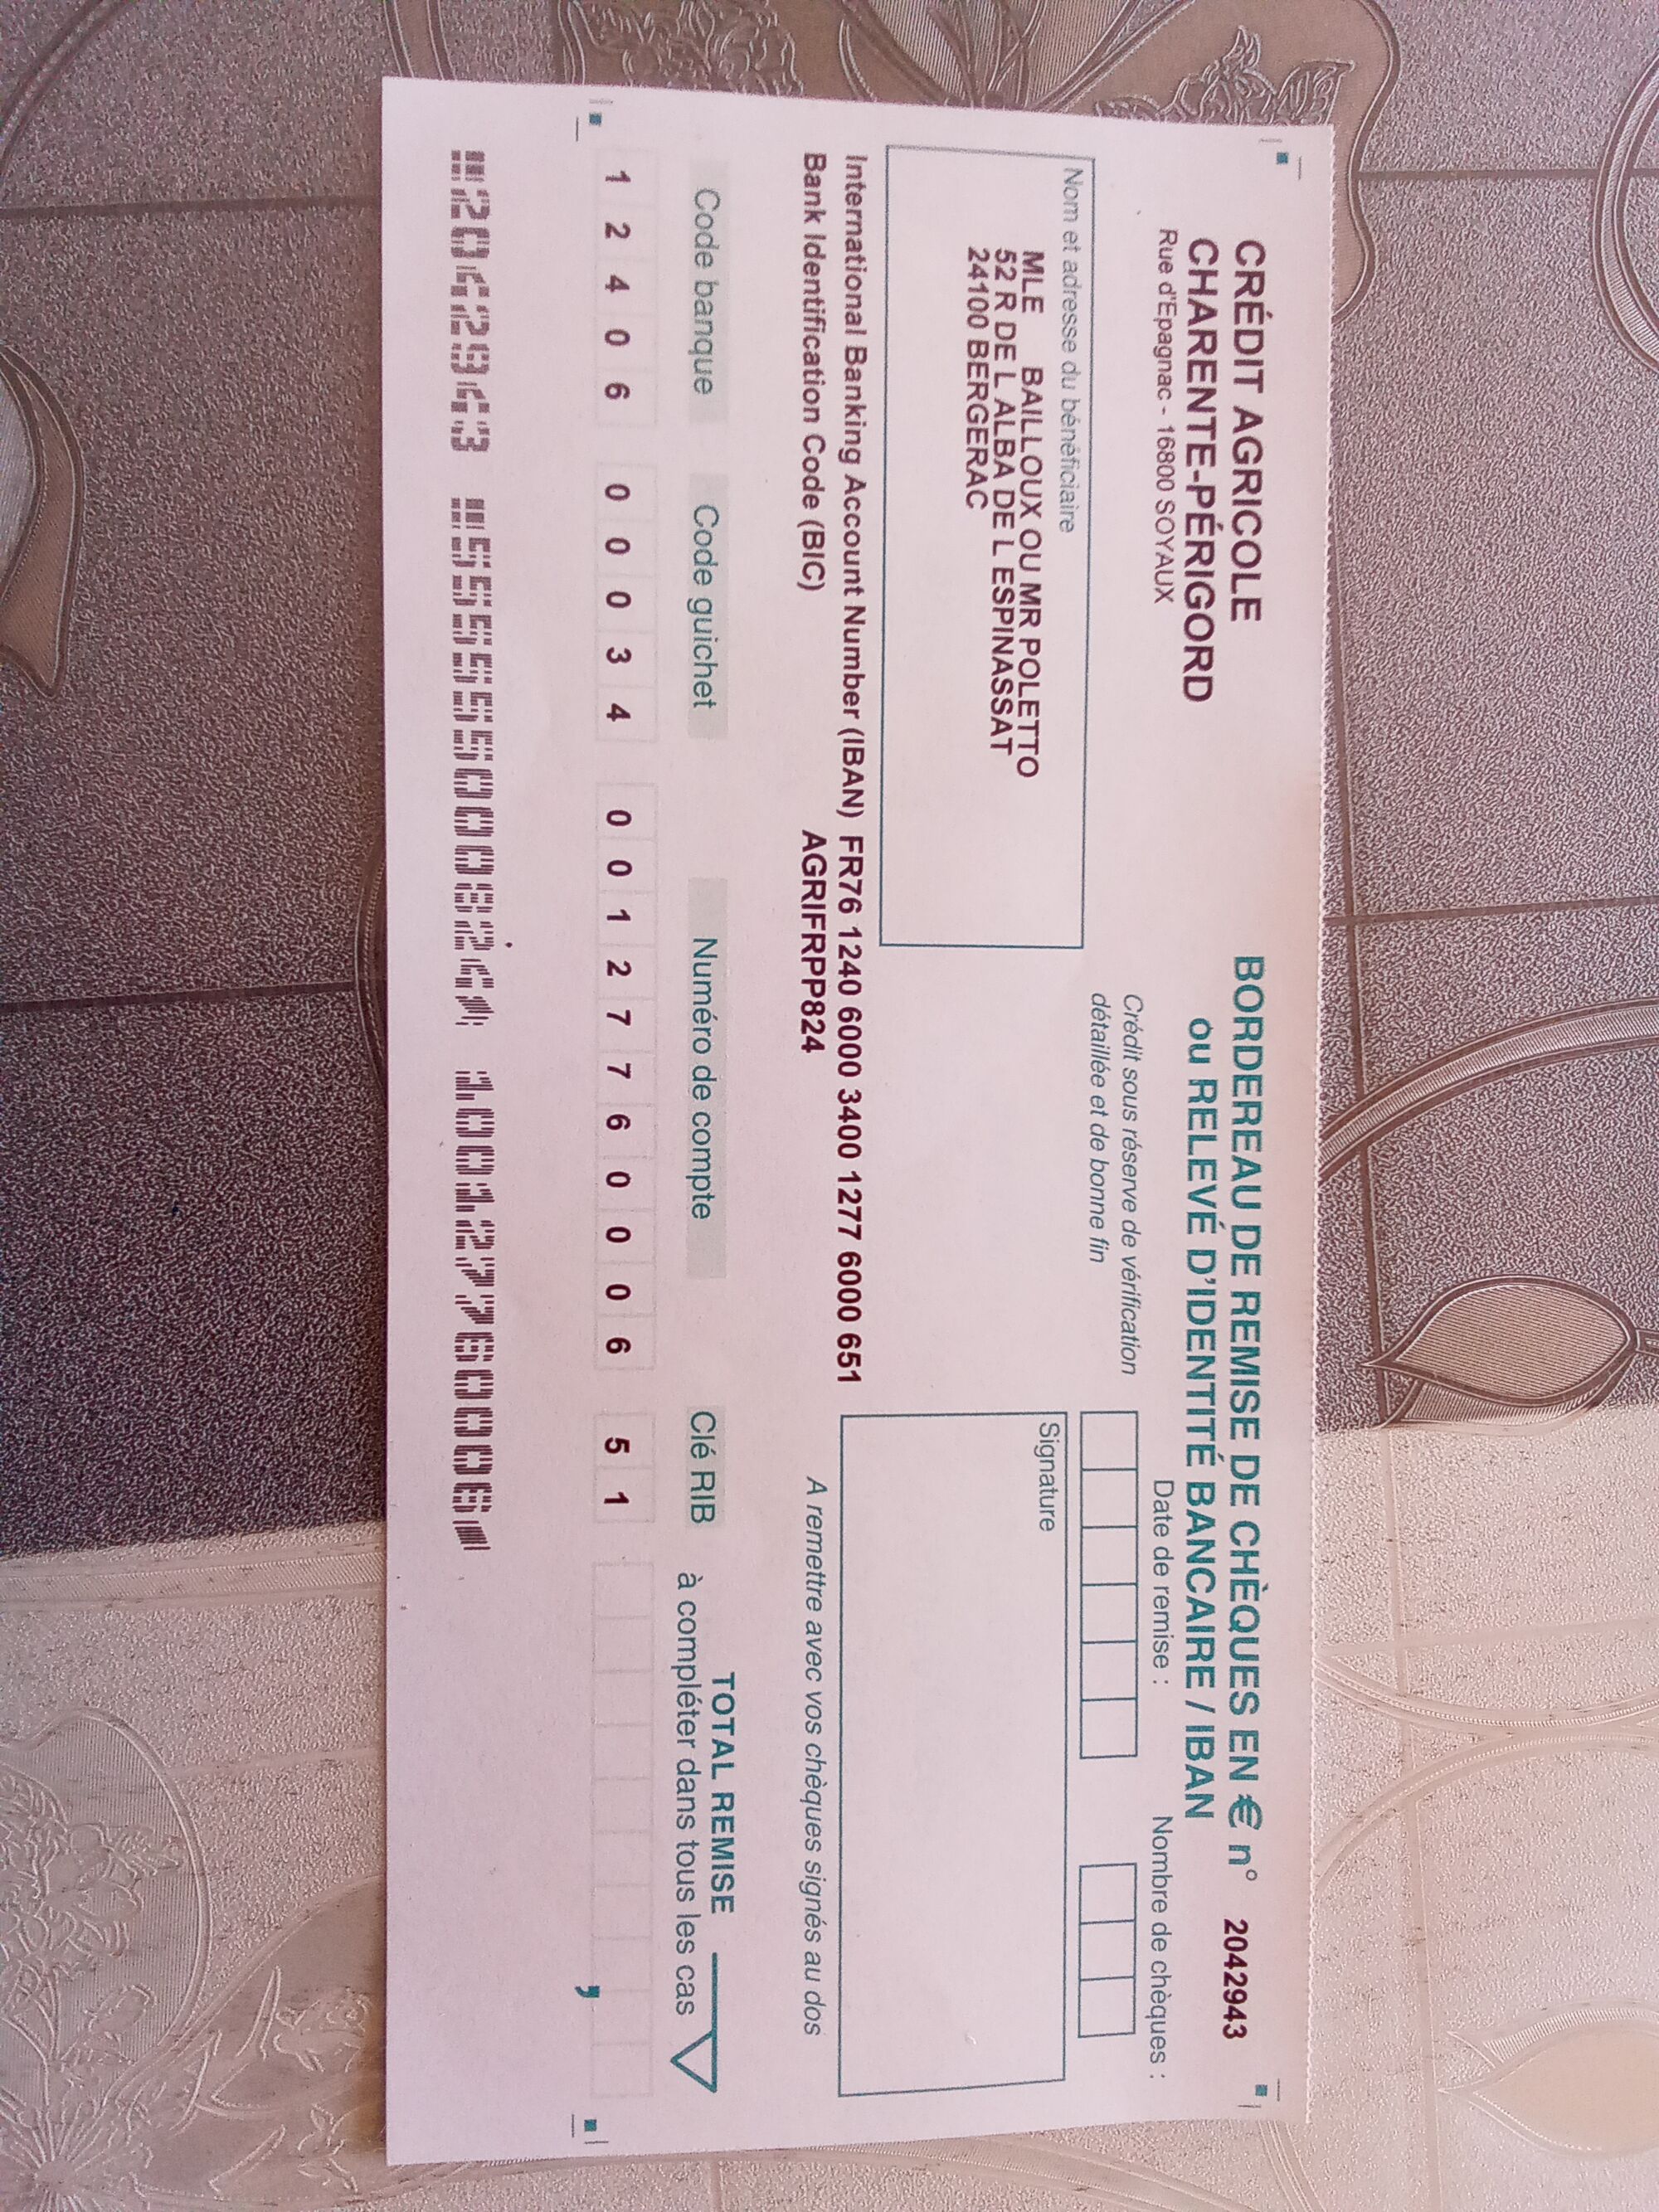 CRÉDIT AGRICOLE
CHARENTE-PÉRIGORD
Rue d'Epagnac - 16800 SOYAUX
BORDEREAU DE REMISE DE CHÈQUES EN € n° 2042943
ou RELEVÉ D'IDENTITÉ BANCAIRE / IBAN
Crédit sous réserve de vérification
détaillée et de bonne fin
Date de remise :
Nombre de chèques :
Nom et adresse du bénéficiaire
MLE BAILLOUX OU MR POLETTO
52 R DE L ALBA DE L ESPINASSAT
24100 BERGERAC
Signature
International Banking Account Number (IBAN) FR76 1240 6000 3400 1277 6000 651
Bank Identification Code (BIC) AGRIFRPP824
A remettre avec vos chèques signés au dos
Code banque Code guichet Numéro de compte Clé RIB
TOTAL REMISE
à compléter dans tous les cas
1 2 4 0 6 0 0 0 3 4 0 0 1 2 7 7 6 0 0 0 6 5 1 ,
2042943 55555000824 100127760006